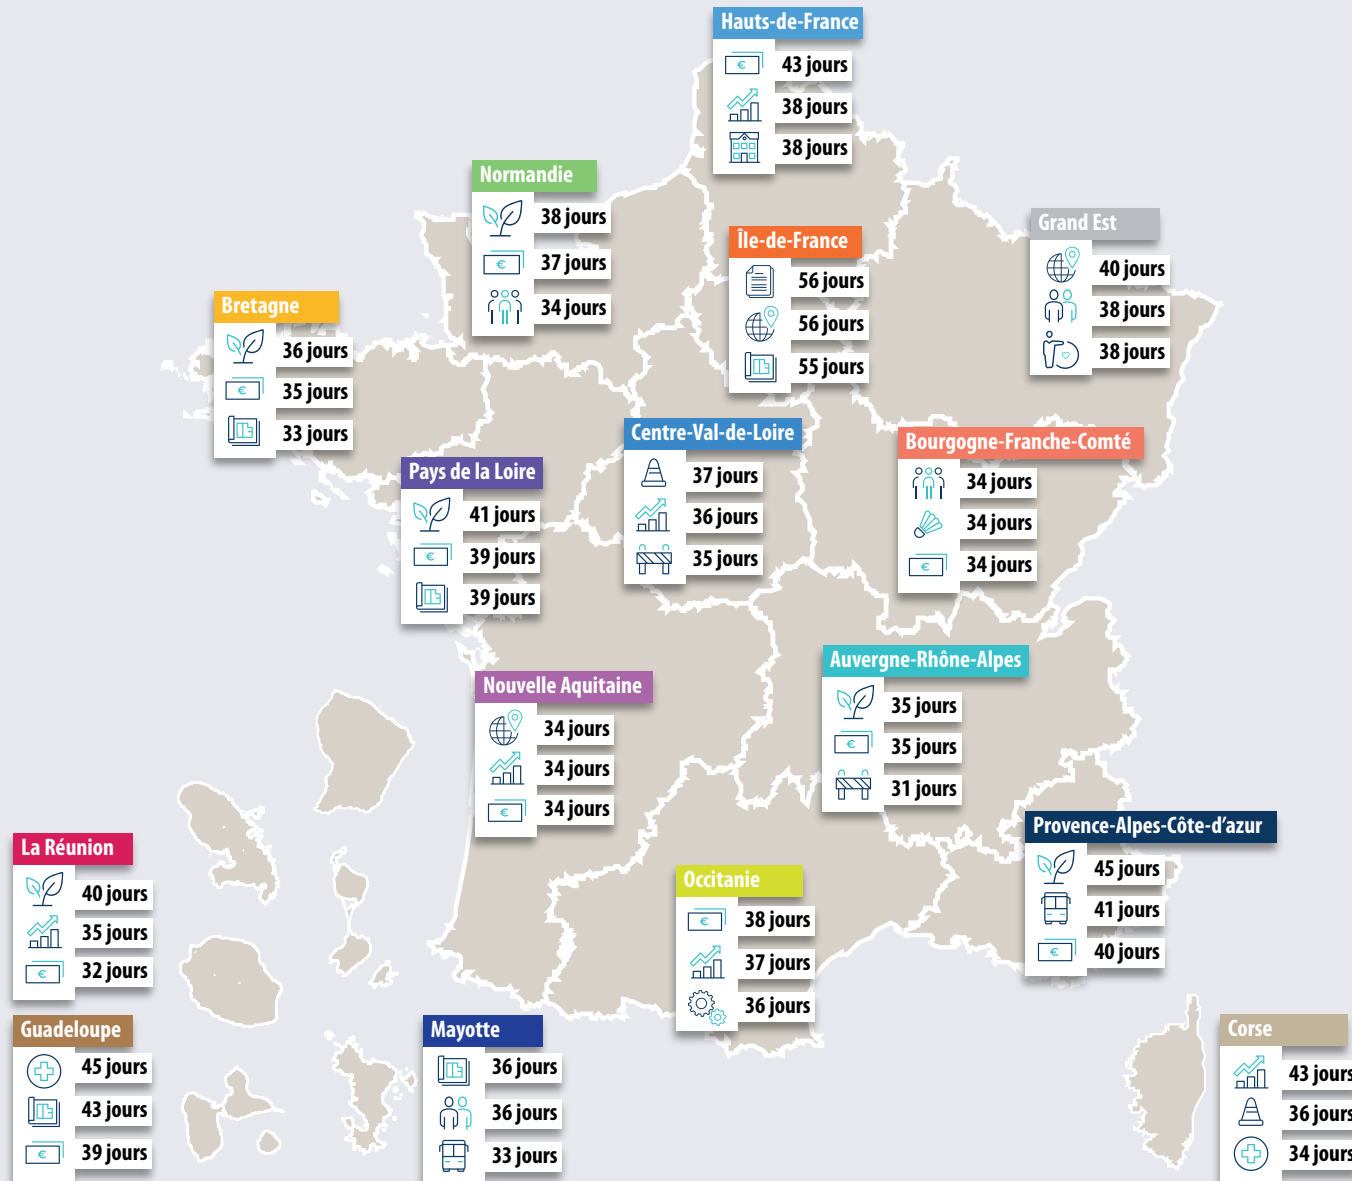 Hauts-de-France
43 jours
38 jours
38 jours
Normandie
38 jours
37 jours
34 jours
Île-de-France
56 jours
56 jours
55 jours
Grand Est
40 jours
38 jours
38 jours
Bretagne
36 jours
35 jours
33 jours
Centre-Val-de-Loire
37 jours
36 jours
35 jours
Bourgogne-Franche-Comté
34 jours
34 jours
34 jours
Pays de la Loire
41 jours
39 jours
39 jours
Auvergne-Rhône-Alpes
35 jours
35 jours
31 jours
Nouvelle Aquitaine
34 jours
34 jours
34 jours
Provence-Alpes-Côte-d'azur
45 jours
41 jours
40 jours
La Réunion
40 jours
35 jours
32 jours
Occitanie
38 jours
37 jours
36 jours
Guadeloupe
45 jours
43 jours
39 jours
Mayotte
36 jours
36 jours
33 jours
Corse
43 jours
36 jours
34 jours